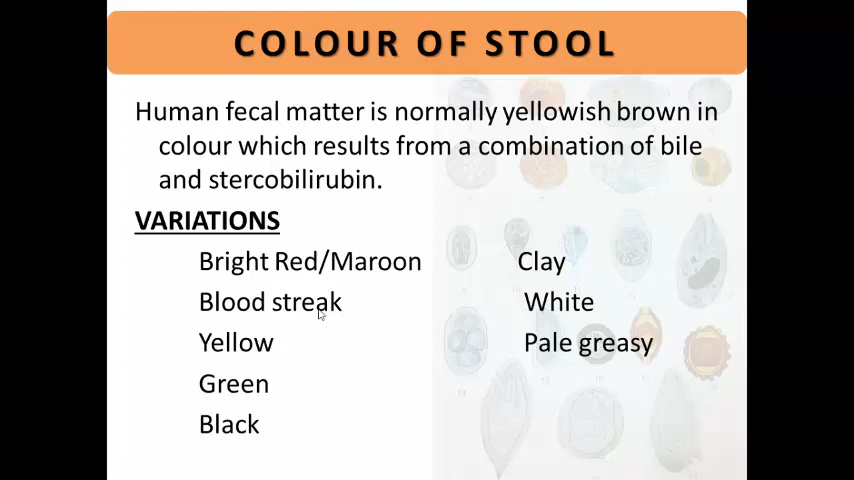 COLOUR OF STOOL
Human fecal matter is normally yellowish brown in
colour which results from a combination of bile
and stercobilirubin.
VARIATIONS
Bright Red/Maroon Clay
Blood streak White
Yellow Pale greasy
Green
Black